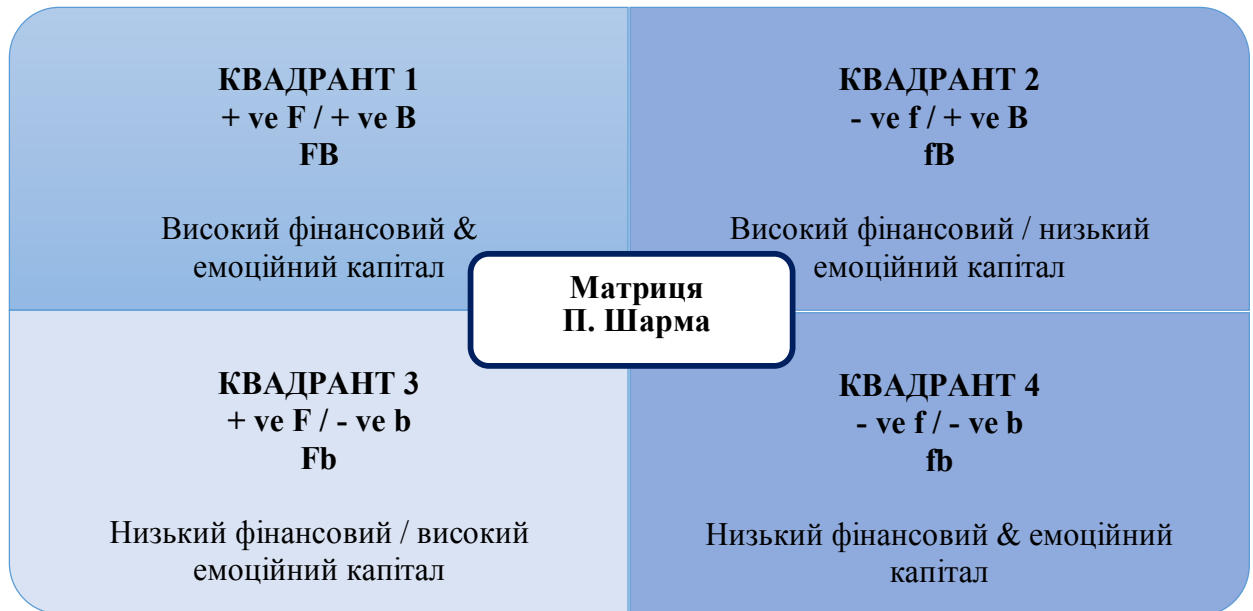 КВАДРАНТ 1
+ ve F / + ve B
FB
Високий фінансовий &
емоційний капітал
КВАДРАНТ 2
- ve f / + ve B
fB
Високий фінансовий / низький
емоційний капітал
Матриця
П. Шарма
КВАДРАНТ 3
+ ve F / - ve b
Fb
Низький фінансовий / високий
емоційний капітал
КВАДРАНТ 4
- ve f / - ve b
fb
Низький фінансовий & емоційний
капітал